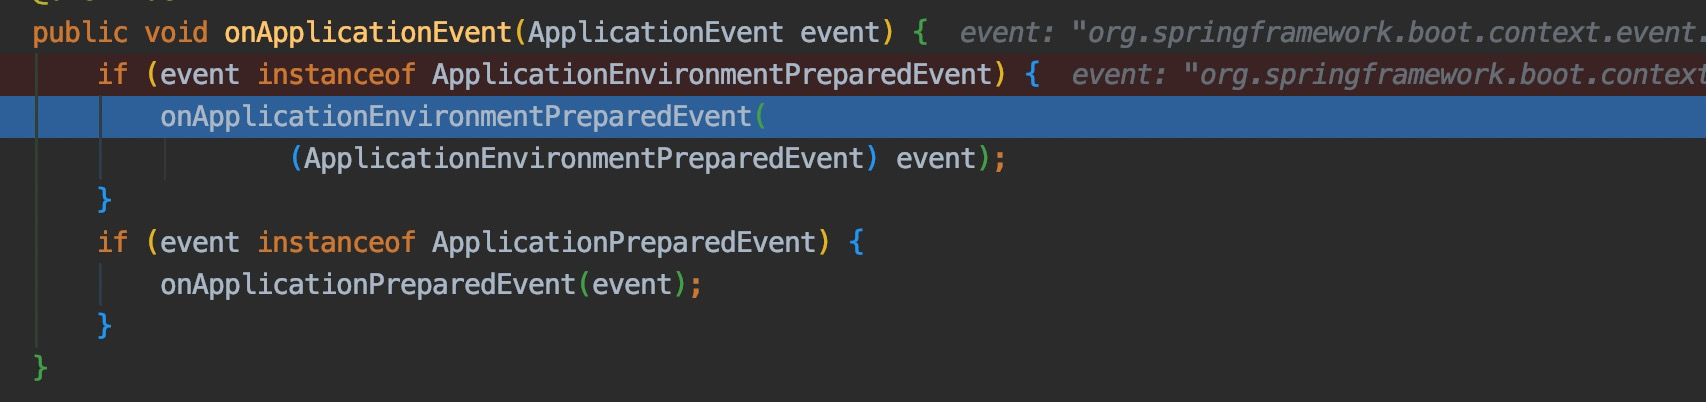 public void onApplicationEvent(ApplicationEvent event) { event: "org.springframework.boot.context.event.
if (event instanceof ApplicationEnvironmentPreparedEvent) { event: "org.springframework.boot.context
onApplicationEnvironmentPreparedEvent(
(ApplicationEnvironmentPreparedEvent) event);
}
if (event instanceof ApplicationPreparedEvent) {
onApplicationPreparedEvent(event);
}
}